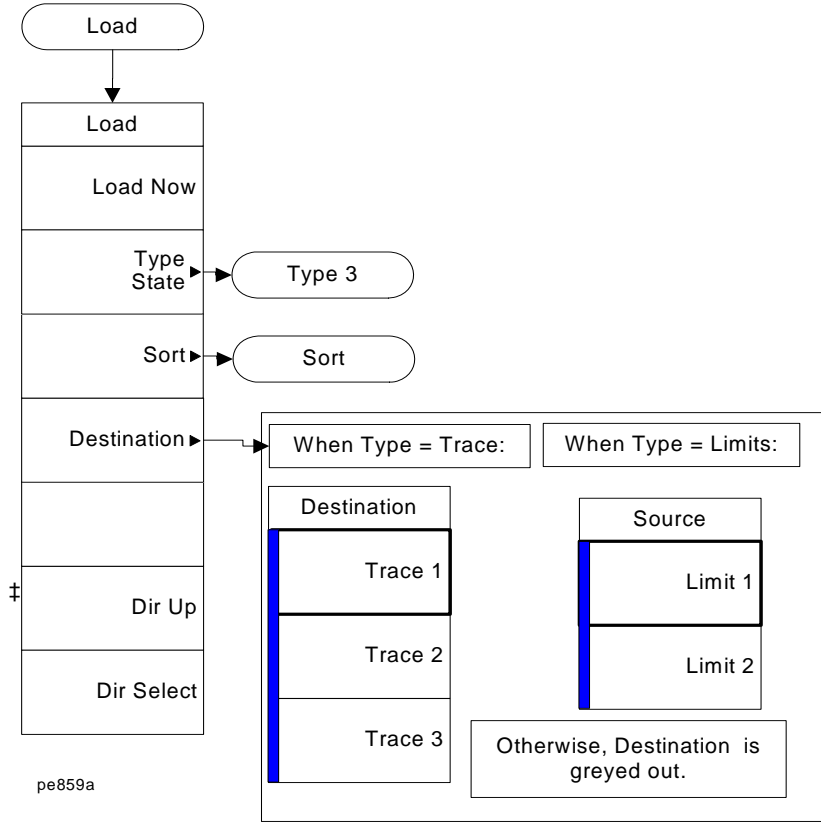 Load
Load
Load Now
Type
State
Type 3
Sort
Sort
Destination
When Type = Trace:
When Type = Limits:
Destination
Trace 1
Trace 2
Trace 3
Source
Limit 1
Limit 2
Otherwise, Destination is
greyed out.
‡
Dir Up
Dir Select
pe859a